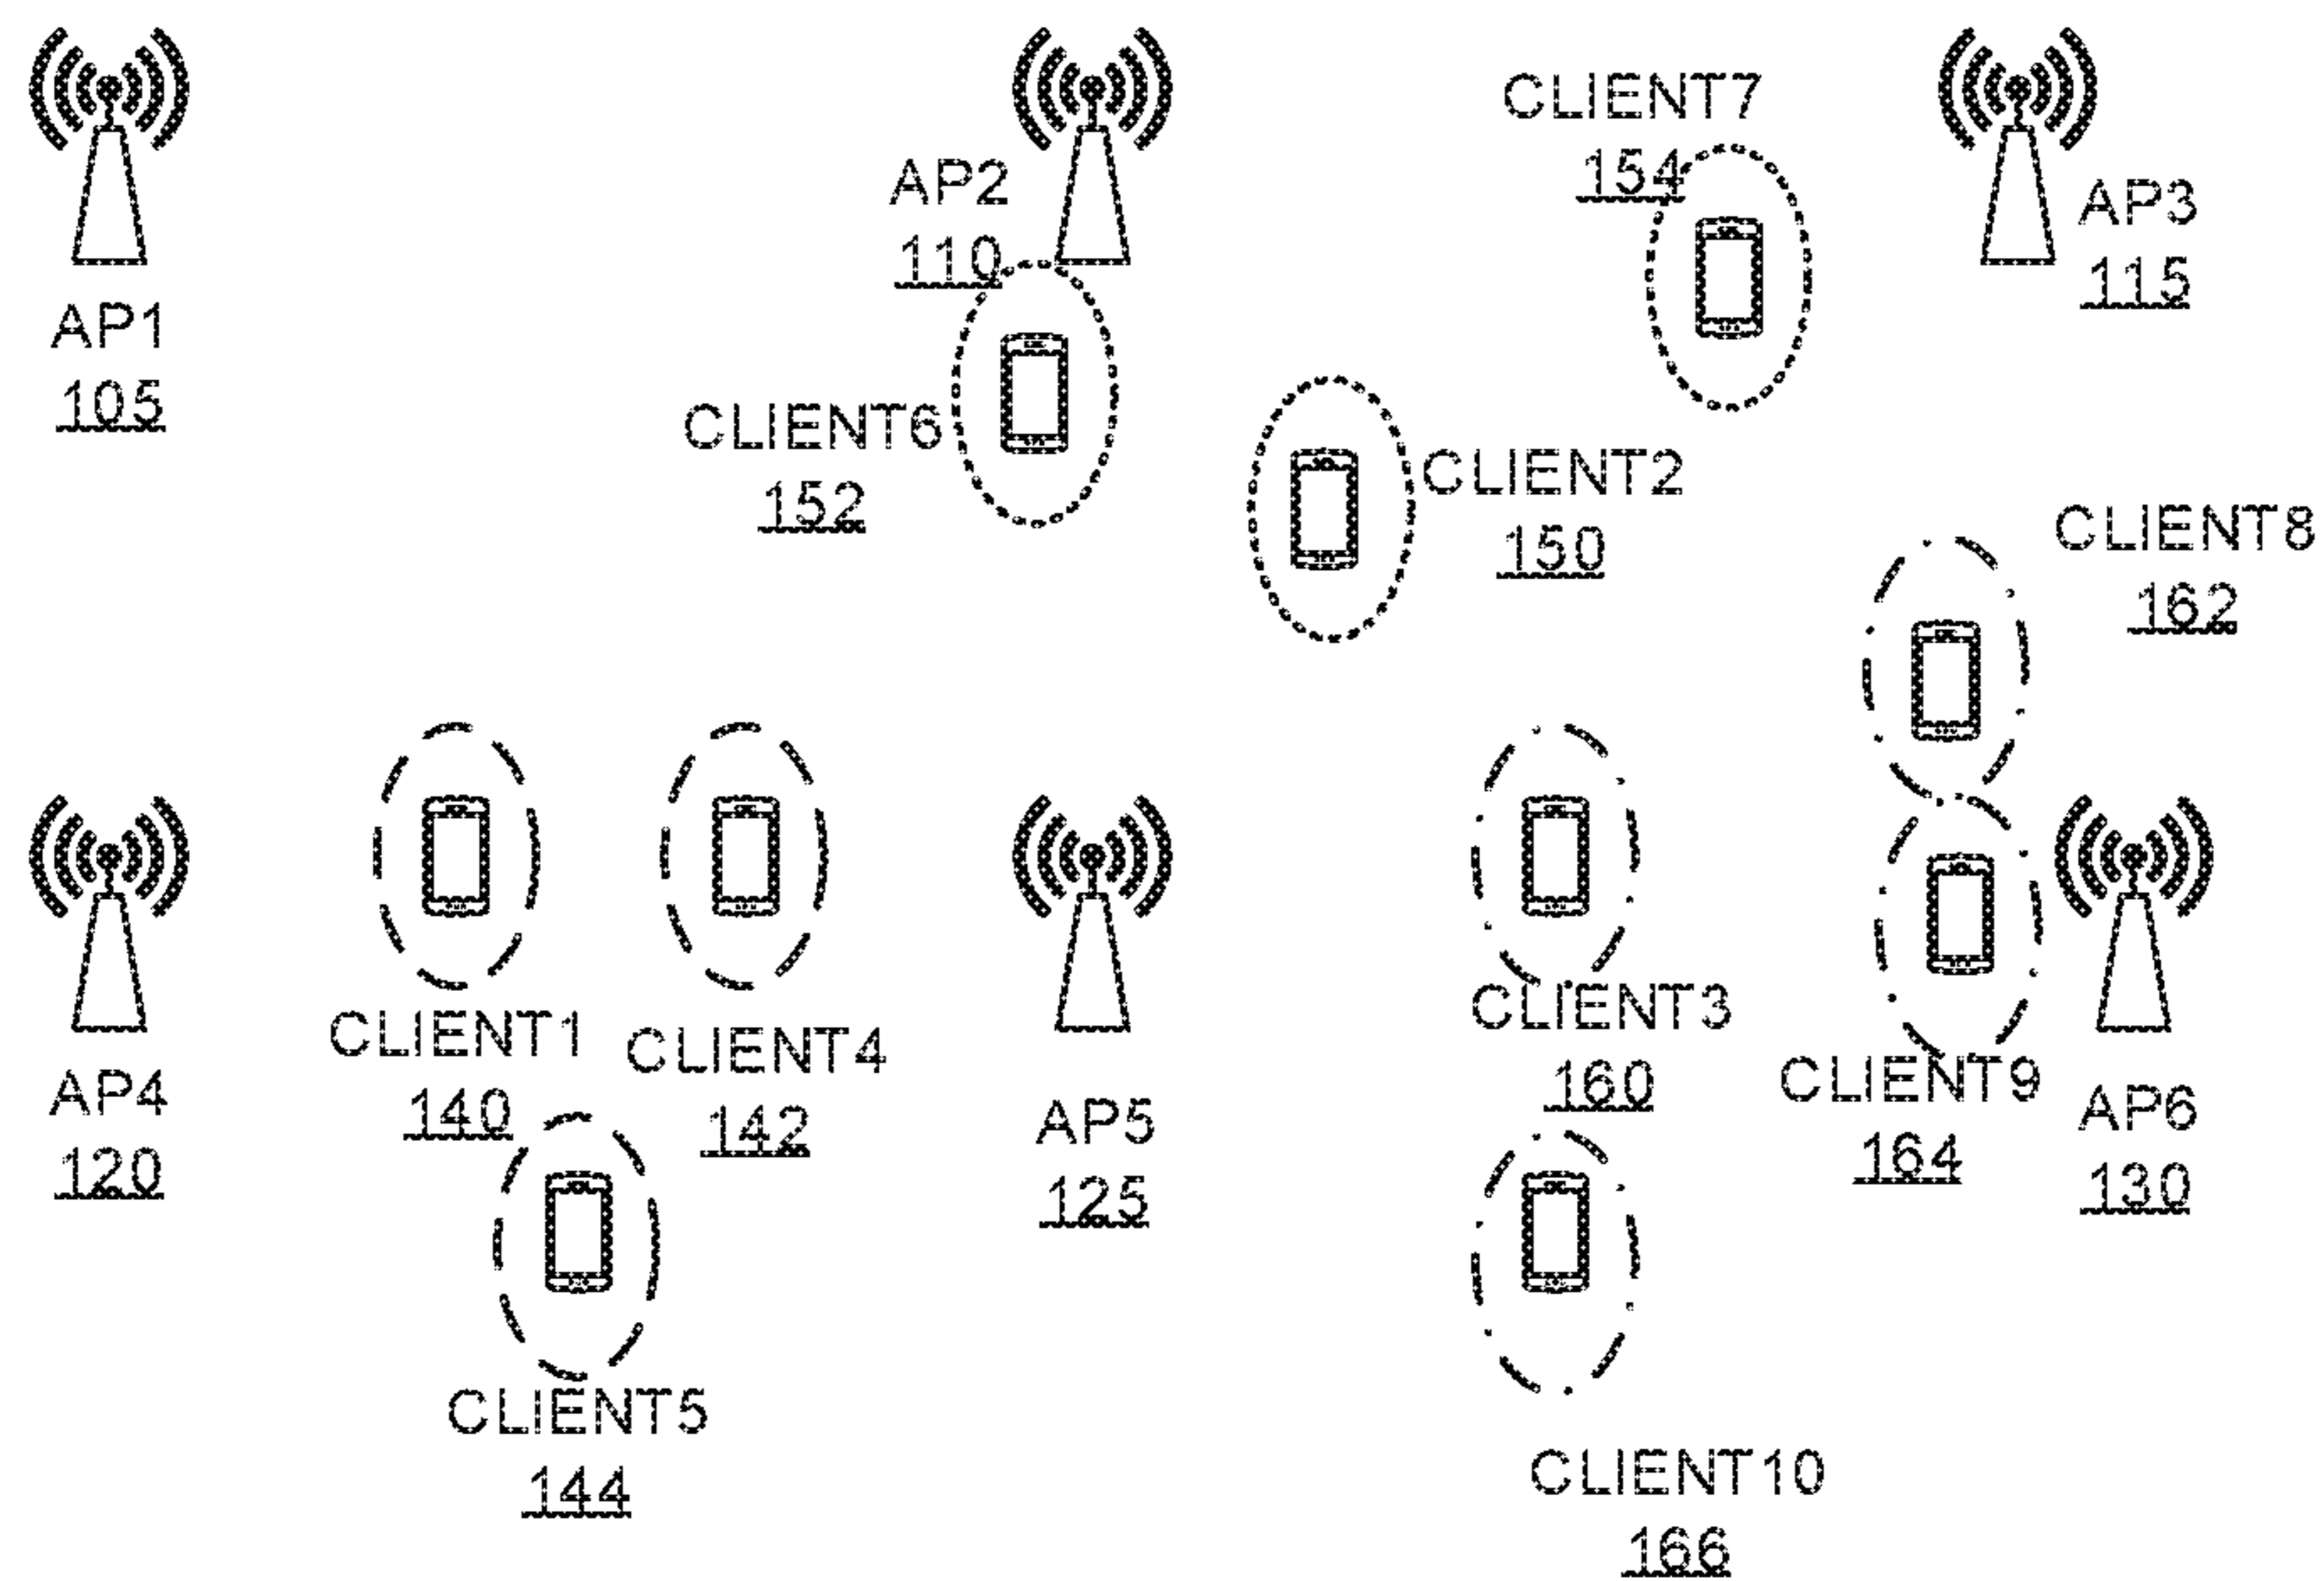 CLIENT7
154
AP2
110
AP3
115
AP1
105
CLIENT6
152
CLIENT2
150
CLIENT8
162
CLIENT1
140
CLIENT4
142
CLIENT3
160
CLIENT9
164
AP4
120
AP5
125
AP6
130
CLIENT5
144
CLIENT10
166